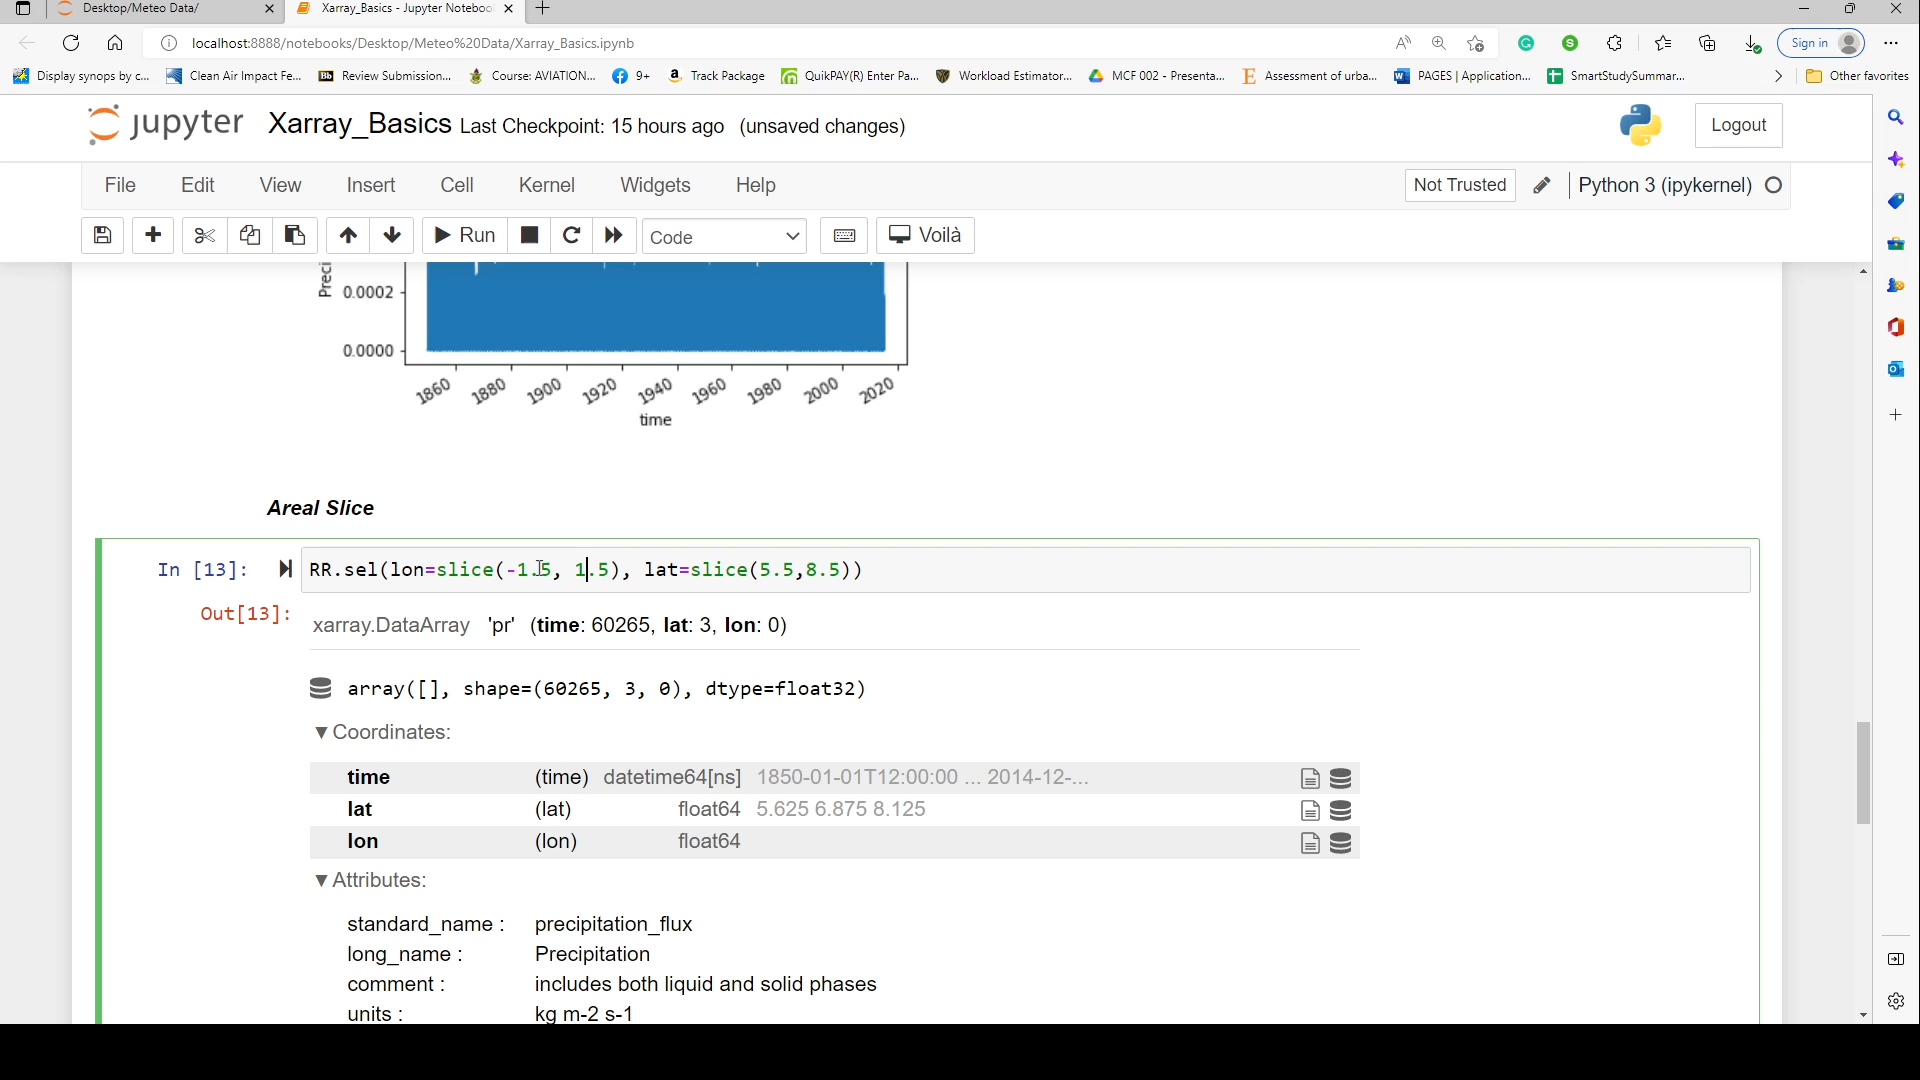 Desktop/Meteo Data/
Xarray_Basics - Jupyter Noteboo
localhost:8888/notebooks/Desktop/Meteo%20Data/Xarray_Basics.ipynb
Sign in
Display synops by c...
Clean Air Impact Fe...
Review Submission...
Course: AVIATION...
9+
Track Package
QuikPAY(R) Enter Pa...
Workload Estimator...
MCF 002 - Presenta...
Assessment of urba...
PAGES | Application...
SmartStudySummar...
Other favorites
jupyter Xarray_Basics Last Checkpoint: 15 hours ago (unsaved changes)
Logout
File Edit View Insert Cell Kernel Widgets Help
Not Trusted
Python 3 (ipykernel)
Run
Code
Voilà
Preci
0.0002
0.0000
1860 1880 1900 1920 1940 1960 1980 2000 2020
time
Areal Slice
In [13]: RR.sel(lon=slice(-1.5, 1.5), lat=slice(5.5,8.5))
Out[13]:
xarray.DataArray 'pr' (time: 60265, lat: 3, lon: 0)
array([], shape=(60265, 3, 0), dtype=float32)
▼ Coordinates:
time (time) datetime64[ns] 1850-01-01T12:00:00 ... 2014-12-...
lat (lat) float64 5.625 6.875 8.125
lon (lon) float64
▼ Attributes:
standard_name : precipitation_flux
long_name : Precipitation
comment : includes both liquid and solid phases
units : kg m-2 s-1